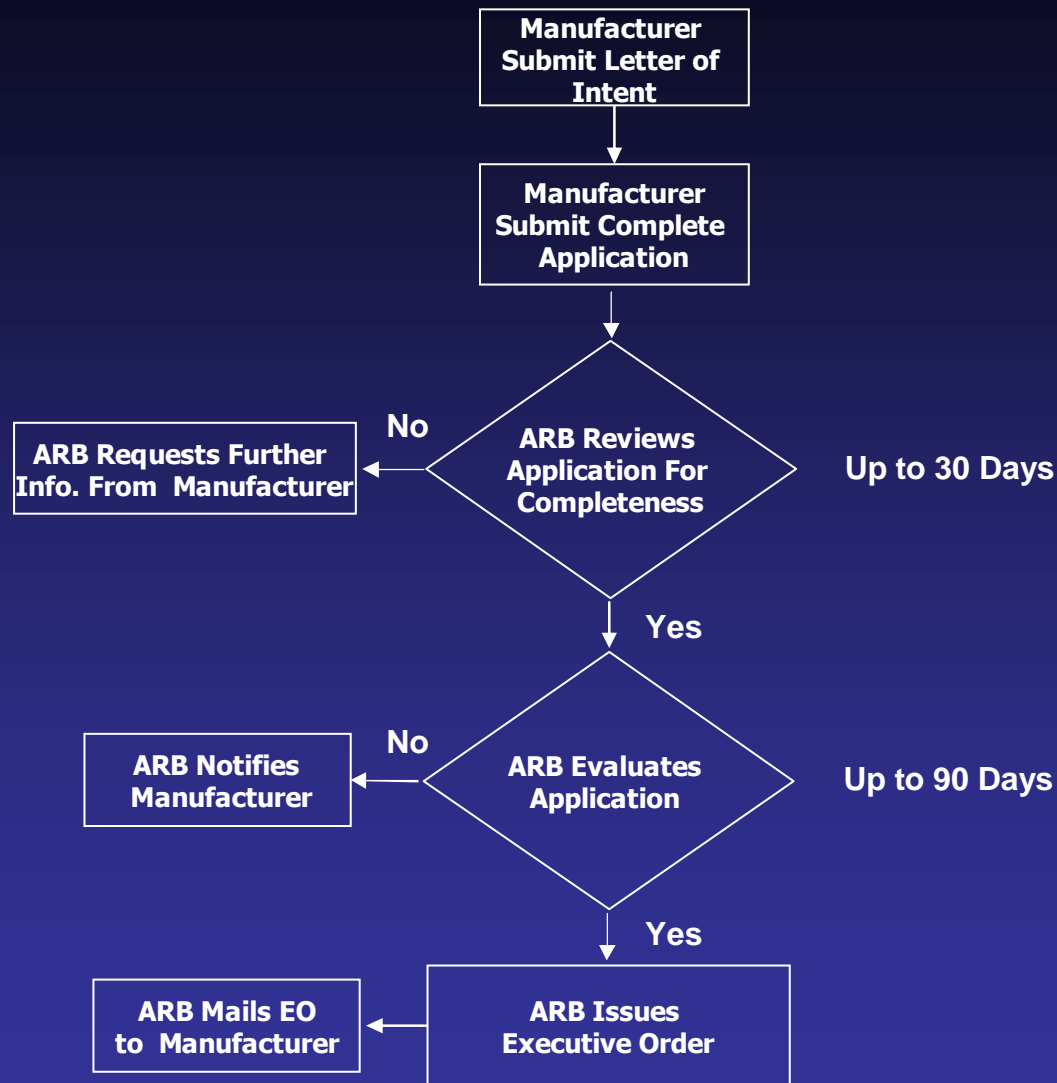 Manufacturer
Submit Letter of
Intent
Manufacturer
Submit Complete
Application
No
ARB Requests Further
Info. From Manufacturer
ARB Reviews
Application For
Completeness
Up to 30 Days
Yes
No
ARB Notifies
Manufacturer
ARB Evaluates
Application
Up to 90 Days
Yes
ARB Mails EO
to Manufacturer
ARB Issues
Executive Order